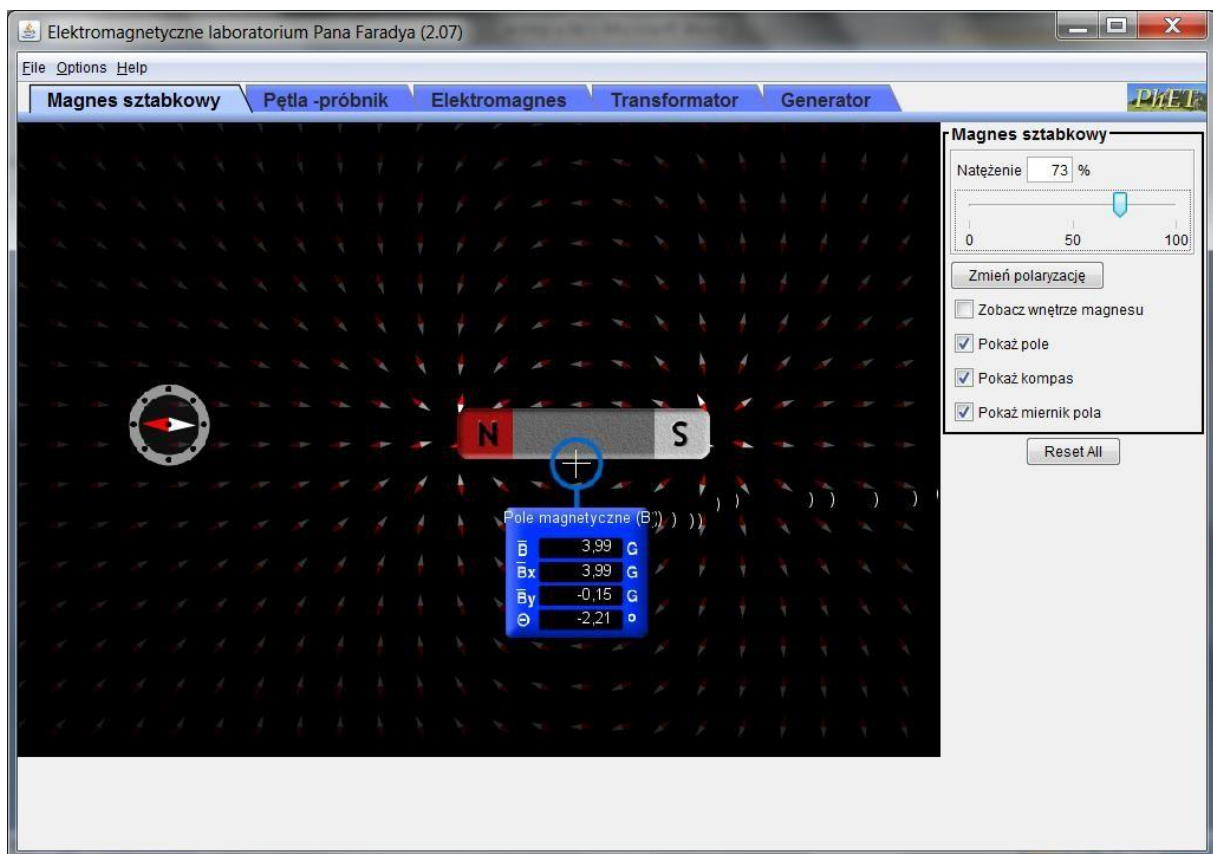 Elektromagnetyczne laboratorium Pana Faradya (2.07)
File Options Help
Magnes sztabkowy Pętla -próbnik Elektromagnes Transformator Generator PhET
Magnes sztabkowy
Natężenie 73 %
0 50 100
Zmień polaryzację
Zobacz wnętrze magnesu
Pokaż pole
Pokaż kompas
Pokaż miernik pola
Reset All
N S
Pole magnetyczne (B
B 3,99 G
Bx 3,99 G
By -0,15 G
Θ -2,21 o